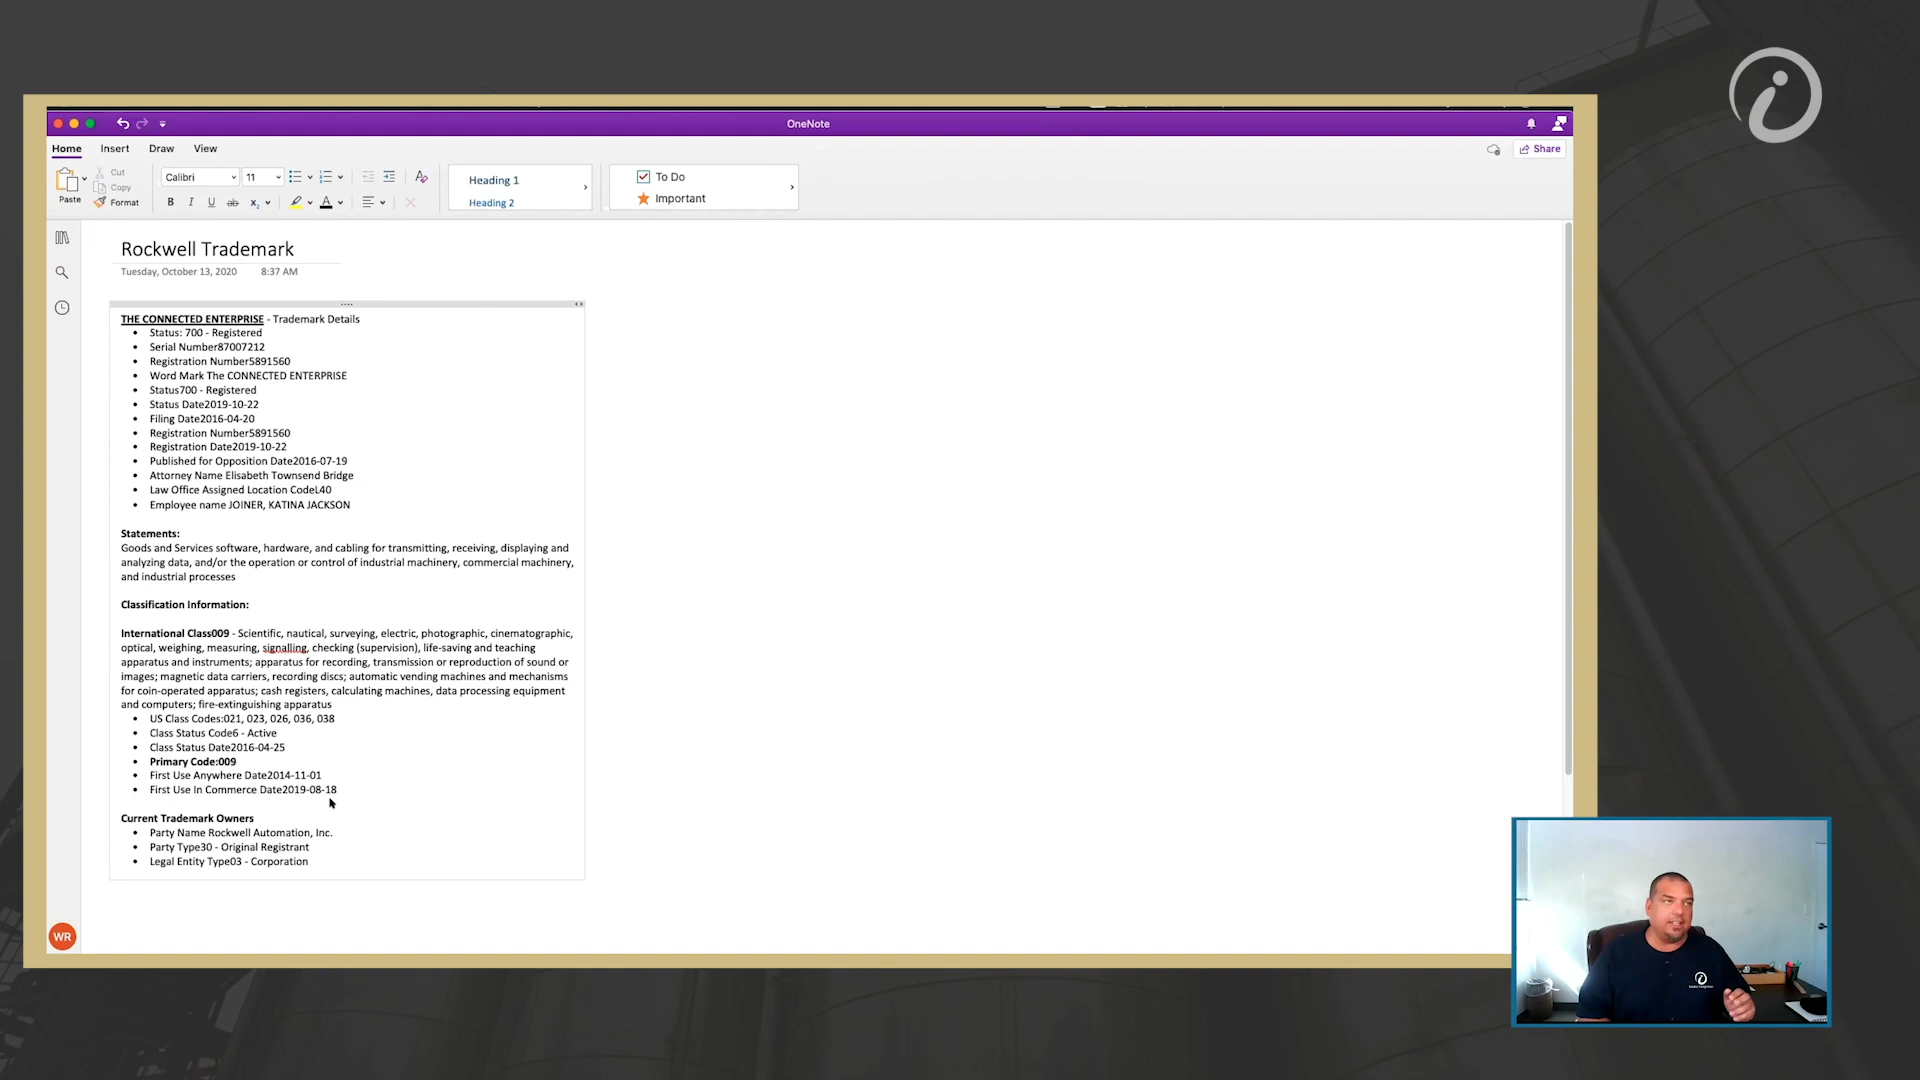 OneNote
Home Insert Draw View
Share
Paste
Cut
Copy
Format
Calibri
11
B I U ab x A
Heading 1
Heading 2
To Do
Important
Rockwell Trademark
Tuesday, October 13, 2020 8:37 AM
THE CONNECTED ENTERPRISE - Trademark Details
• Status: 700 - Registered
• Serial Number87007212
• Registration Number5891560
• Word Mark The CONNECTED ENTERPRISE
• Status700 - Registered
• Status Date2019-10-22
• Filing Date2016-04-20
• Registration Number5891560
• Registration Date2019-10-22
• Published for Opposition Date2016-07-19
• Attorney Name Elisabeth Townsend Bridge
• Law Office Assigned Location CodeL40
• Employee name JOINER, KATINA JACKSON
Statements:
Goods and Services software, hardware, and cabling for transmitting, receiving, displaying and
analyzing data, and/or the operation or control of industrial machinery, commercial machinery,
and industrial processes
Classification Information:
International Class009 - Scientific, nautical, surveying, electric, photographic, cinematographic,
optical, weighing, measuring, signalling, checking (supervision), life-saving and teaching
apparatus and instruments; apparatus for recording, transmission or reproduction of sound or
images; magnetic data carriers, recording discs; automatic vending machines and mechanisms
for coin-operated apparatus; cash registers, calculating machines, data processing equipment
and computers; fire-extinguishing apparatus
• US Class Codes:021, 023, 026, 036, 038
• Class Status Code6 - Active
• Class Status Date2016-04-25
• Primary Code:009
• First Use Anywhere Date2014-11-01
• First Use In Commerce Date2019-08-18
Current Trademark Owners
• Party Name Rockwell Automation, Inc.
• Party Type30 - Original Registrant
• Legal Entity Type03 - Corporation
WR